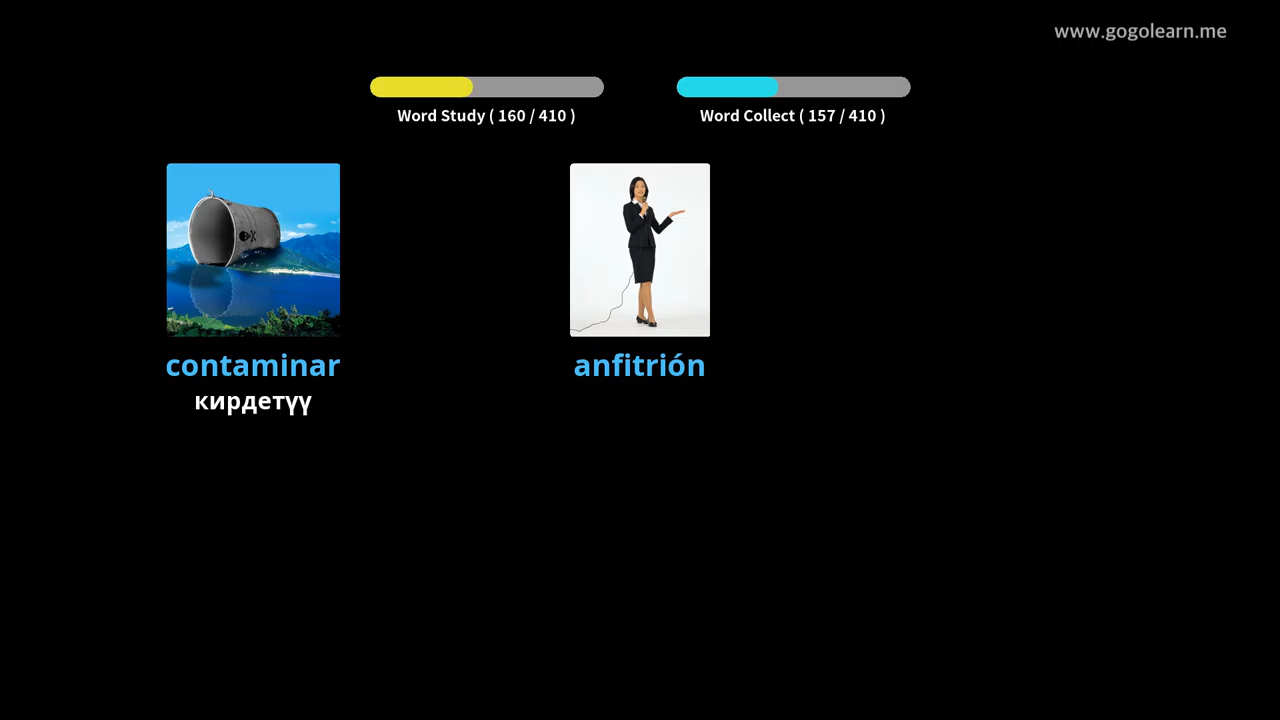 www.gogolearn.me
Word Study ( 160 / 410 )
Word Collect ( 157 / 410 )
contaminar
кирдетүү
anfitrión